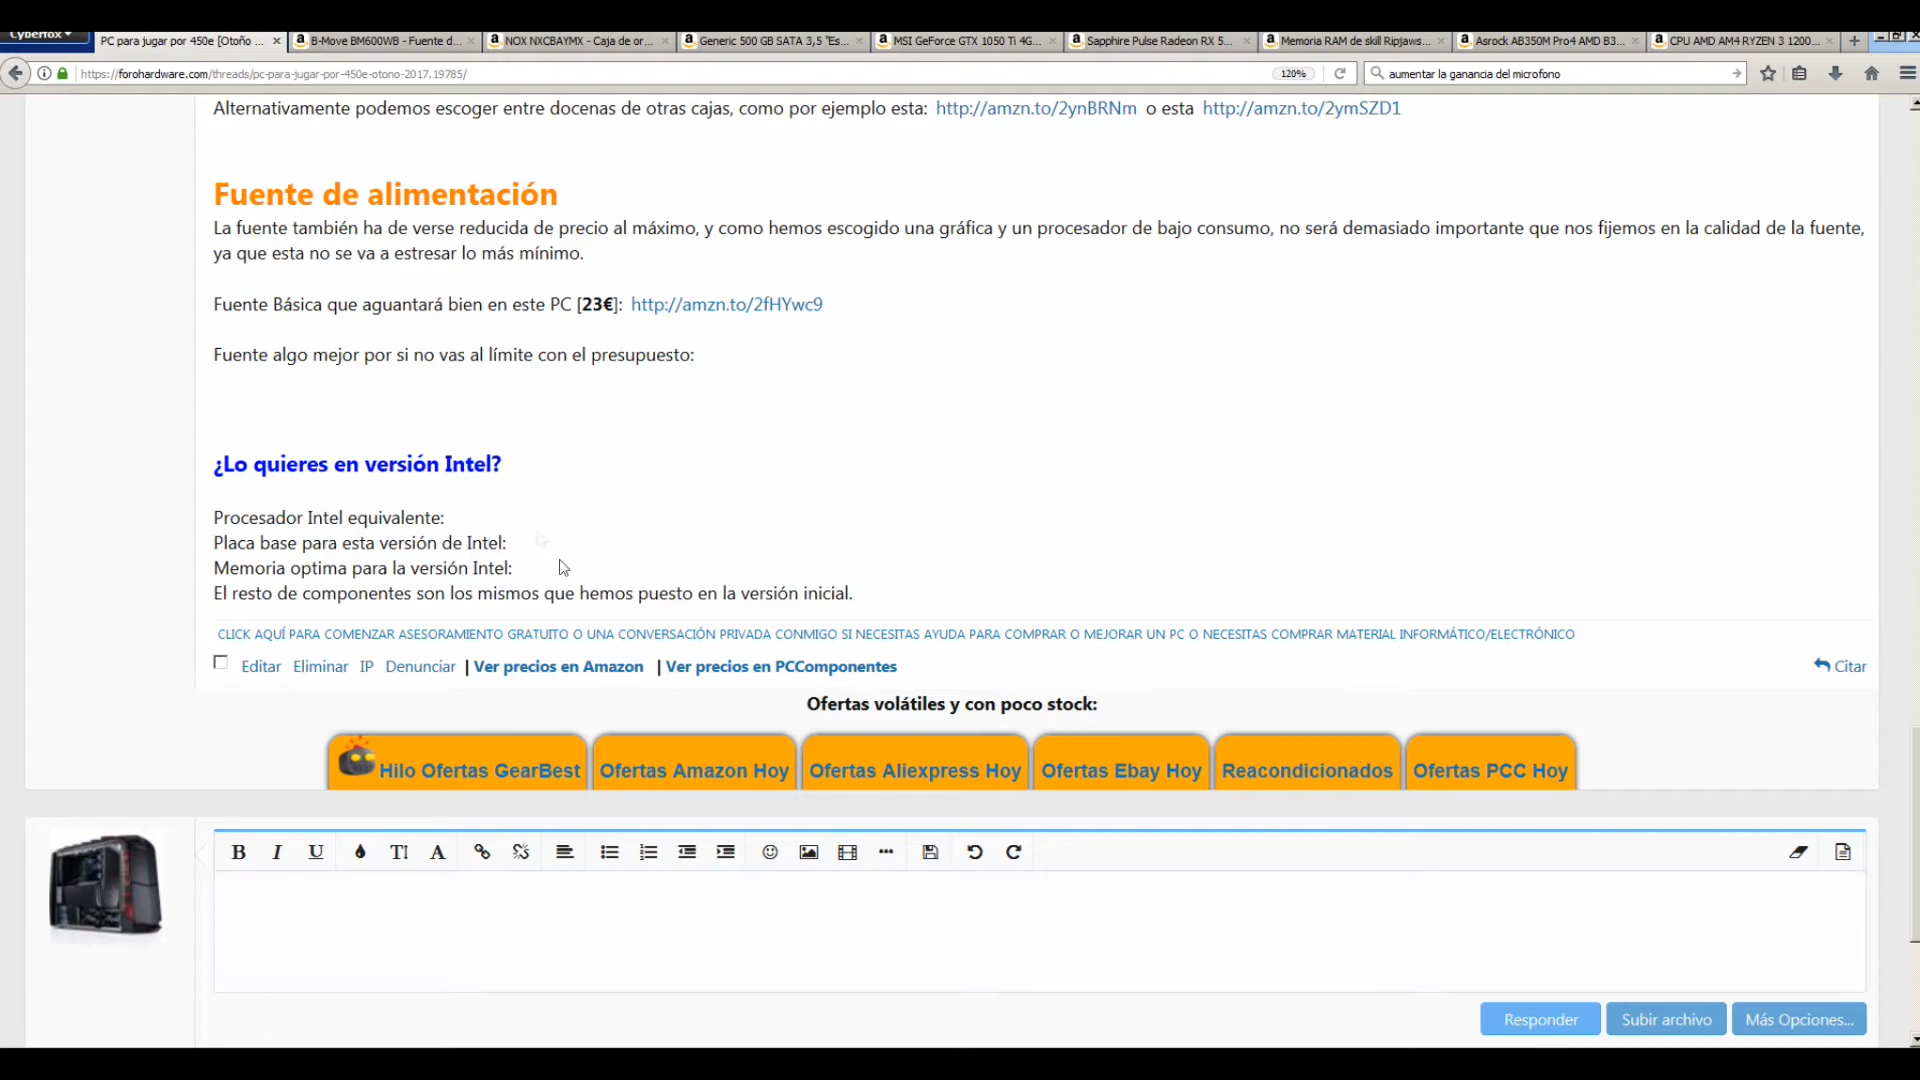 Cyberfox
PC para jugar por 450e [Otoño ...
B-Move BM600WB - Fuente d...
NOX NXCBAYMX - Caja de or...
Generic 500 GB SATA 3,5 "Es...
MSI GeForce GTX 1050 Ti 4G...
Sapphire Pulse Radeon RX 5...
Memoria RAM de skill Ripjaws...
Asrock AB350M Pro4 AMD B3...
CPU AMD AM4 RYZEN 3 1200...
https://forohardware.com/threads/pc-para-jugar-por-450e-otono-2017.19785/
120%
aumentar la ganancia del microfono
Alternativamente podemos escoger entre docenas de otras cajas, como por ejemplo esta: http://amzn.to/2ynBRNm o esta http://amzn.to/2ymSZD1
Fuente de alimentación
La fuente también ha de verse reducida de precio al máximo, y como hemos escogido una gráfica y un procesador de bajo consumo, no será demasiado importante que nos fijemos en la calidad de la fuente,
ya que esta no se va a estresar lo más mínimo.
Fuente Básica que aguantará bien en este PC [23€]: http://amzn.to/2fHYwc9
Fuente algo mejor por si no vas al límite con el presupuesto:
¿Lo quieres en versión Intel?
Procesador Intel equivalente:
Placa base para esta versión de Intel:
Memoria optima para la versión Intel:
El resto de componentes son los mismos que hemos puesto en la versión inicial.
CLICK AQUÍ PARA COMENZAR ASESORAMIENTO GRATUITO O UNA CONVERSACIÓN PRIVADA CONMIGO SI NECESITAS AYUDA PARA COMPRAR O MEJORAR UN PC O NECESITAS COMPRAR MATERIAL INFORMÁTICO/ELECTRÓNICO
Editar Eliminar IP Denunciar | Ver precios en Amazon | Ver precios en PCComponentes
Citar
Ofertas volátiles y con poco stock:
Hilo Ofertas GearBest
Ofertas Amazon Hoy
Ofertas Aliexpress Hoy
Ofertas Ebay Hoy
Reacondicionados
Ofertas PCC Hoy
Responder
Subir archivo
Más Opciones...